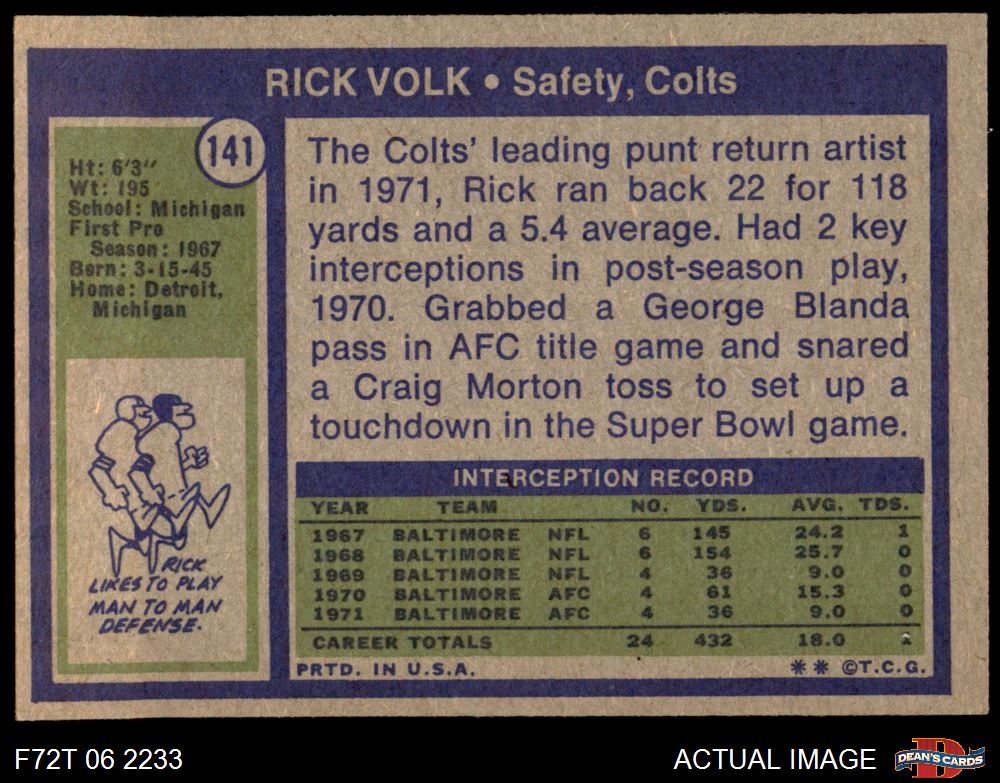 RICK VOLK • Safety, Colts
141
Ht: 6'3"
Wt: 195
School: Michigan
First Pro
Season: 1967
Born: 3-15-45
Home: Detroit,
Michigan
RICK
LIKES TO PLAY
MAN TO MAN
DEFENSE.
The Colts' leading punt return artist
in 1971, Rick ran back 22 for 118
yards and a 5.4 average. Had 2 key
interceptions in post-season play,
1970. Grabbed a George Blanda
pass in AFC title game and snared
a Craig Morton toss to set up a
touchdown in the Super Bowl game.
INTERCEPTION RECORD
YEAR TEAM NO. YDS. AVG. TDS.
1967 BALTIMORE NFL 6 145 24.2 1
1968 BALTIMORE NFL 6 154 25.7 0
1969 BALTIMORE NFL 4 36 9.0 0
1970 BALTIMORE AFC 4 61 15.3 0
1971 BALTIMORE AFC 4 36 9.0 0
CAREER TOTALS 24 432 18.0 1
PRTD. IN U.S.A. ** ©T.C.G.
F72T 06 2233
ACTUAL IMAGE
D
DEAN'S CARDS